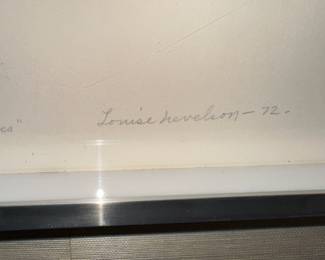 Louise Nevelson – 72.